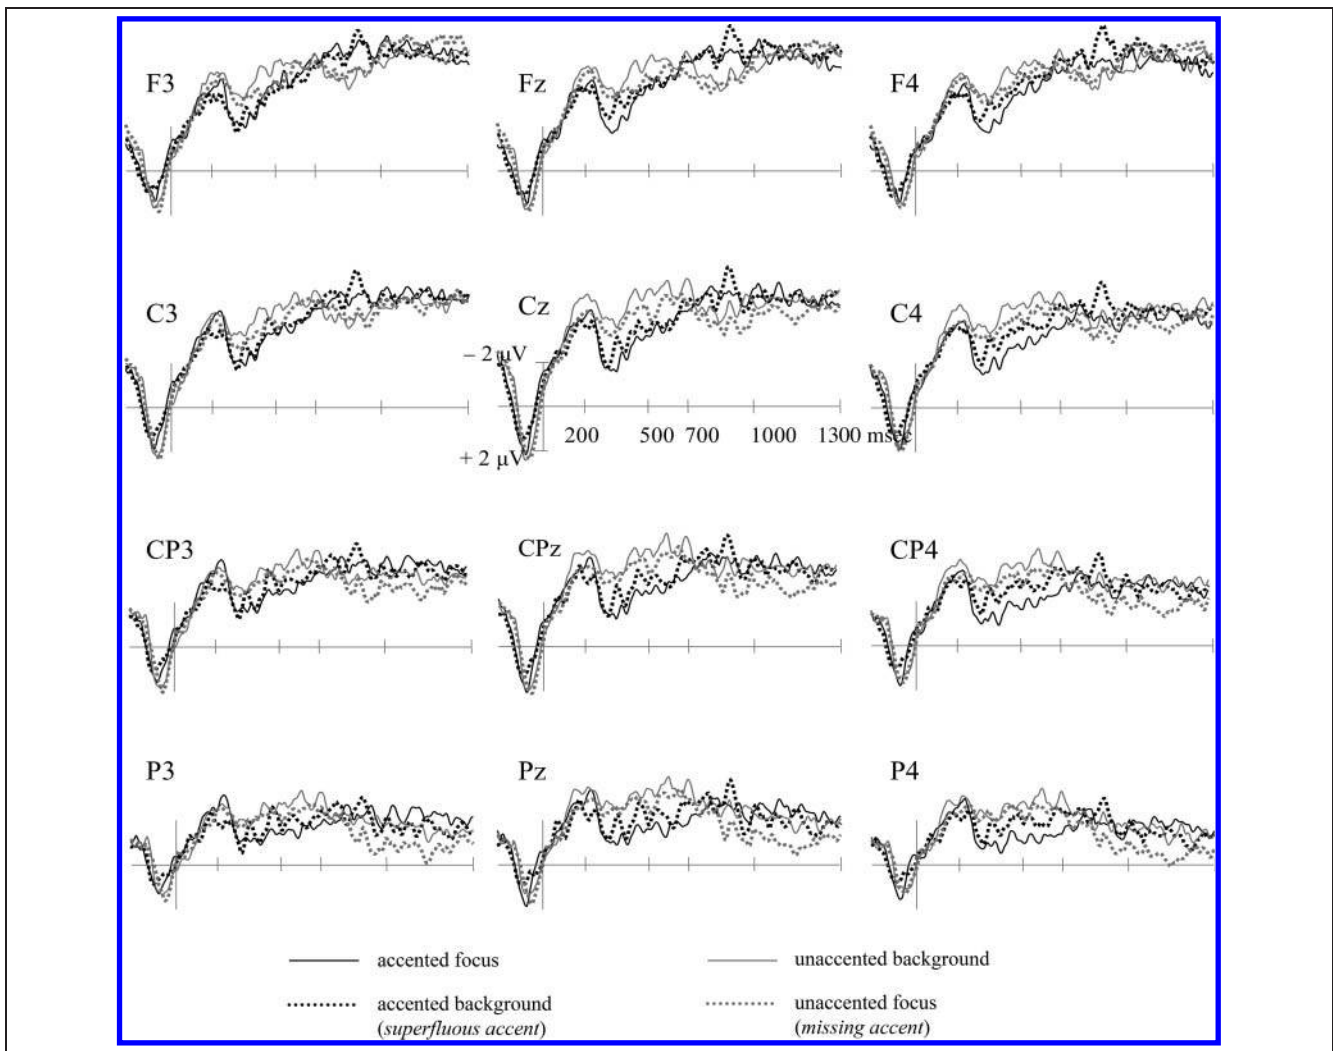 F3
Fz
F4
C3
Cz
C4
– 2 µV
200 500 700 1000 1300 msec
+ 2 µV
CP3
CPz
CP4
P3
Pz
P4
accented focus
unaccented background
accented background
(superfluous accent)
unaccented focus
(missing accent)